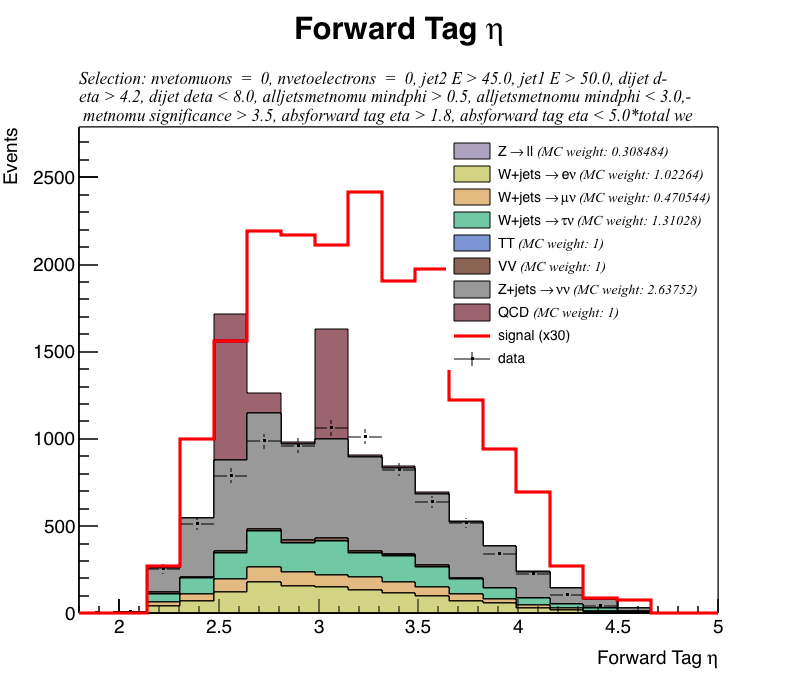 Forward Tag η
Selection: nvetomuons = 0, nvetoelectrons = 0, jet2 E > 45.0, jet1 E > 50.0, dijet d-
eta > 4.2, dijet deta < 8.0, alljetsmetnomu mindphi > 0.5, alljetsmetnomu mindphi < 3.0,-
metnomu significance > 3.5, absforward tag eta > 1.8, absforward tag eta < 5.0*total we
Events
2500
2000
1500
1000
500
0
Z→ll (MC weight: 0.308484)
W+jets→eν (MC weight: 1.02264)
W+jets→μν (MC weight: 0.470544)
W+jets→τν (MC weight: 1.31028)
TT (MC weight: 1)
VV (MC weight: 1)
Z+jets→νν (MC weight: 2.63752)
QCD (MC weight: 1)
signal (x30)
data
2 2.5 3 3.5 4 4.5 5
Forward Tag η